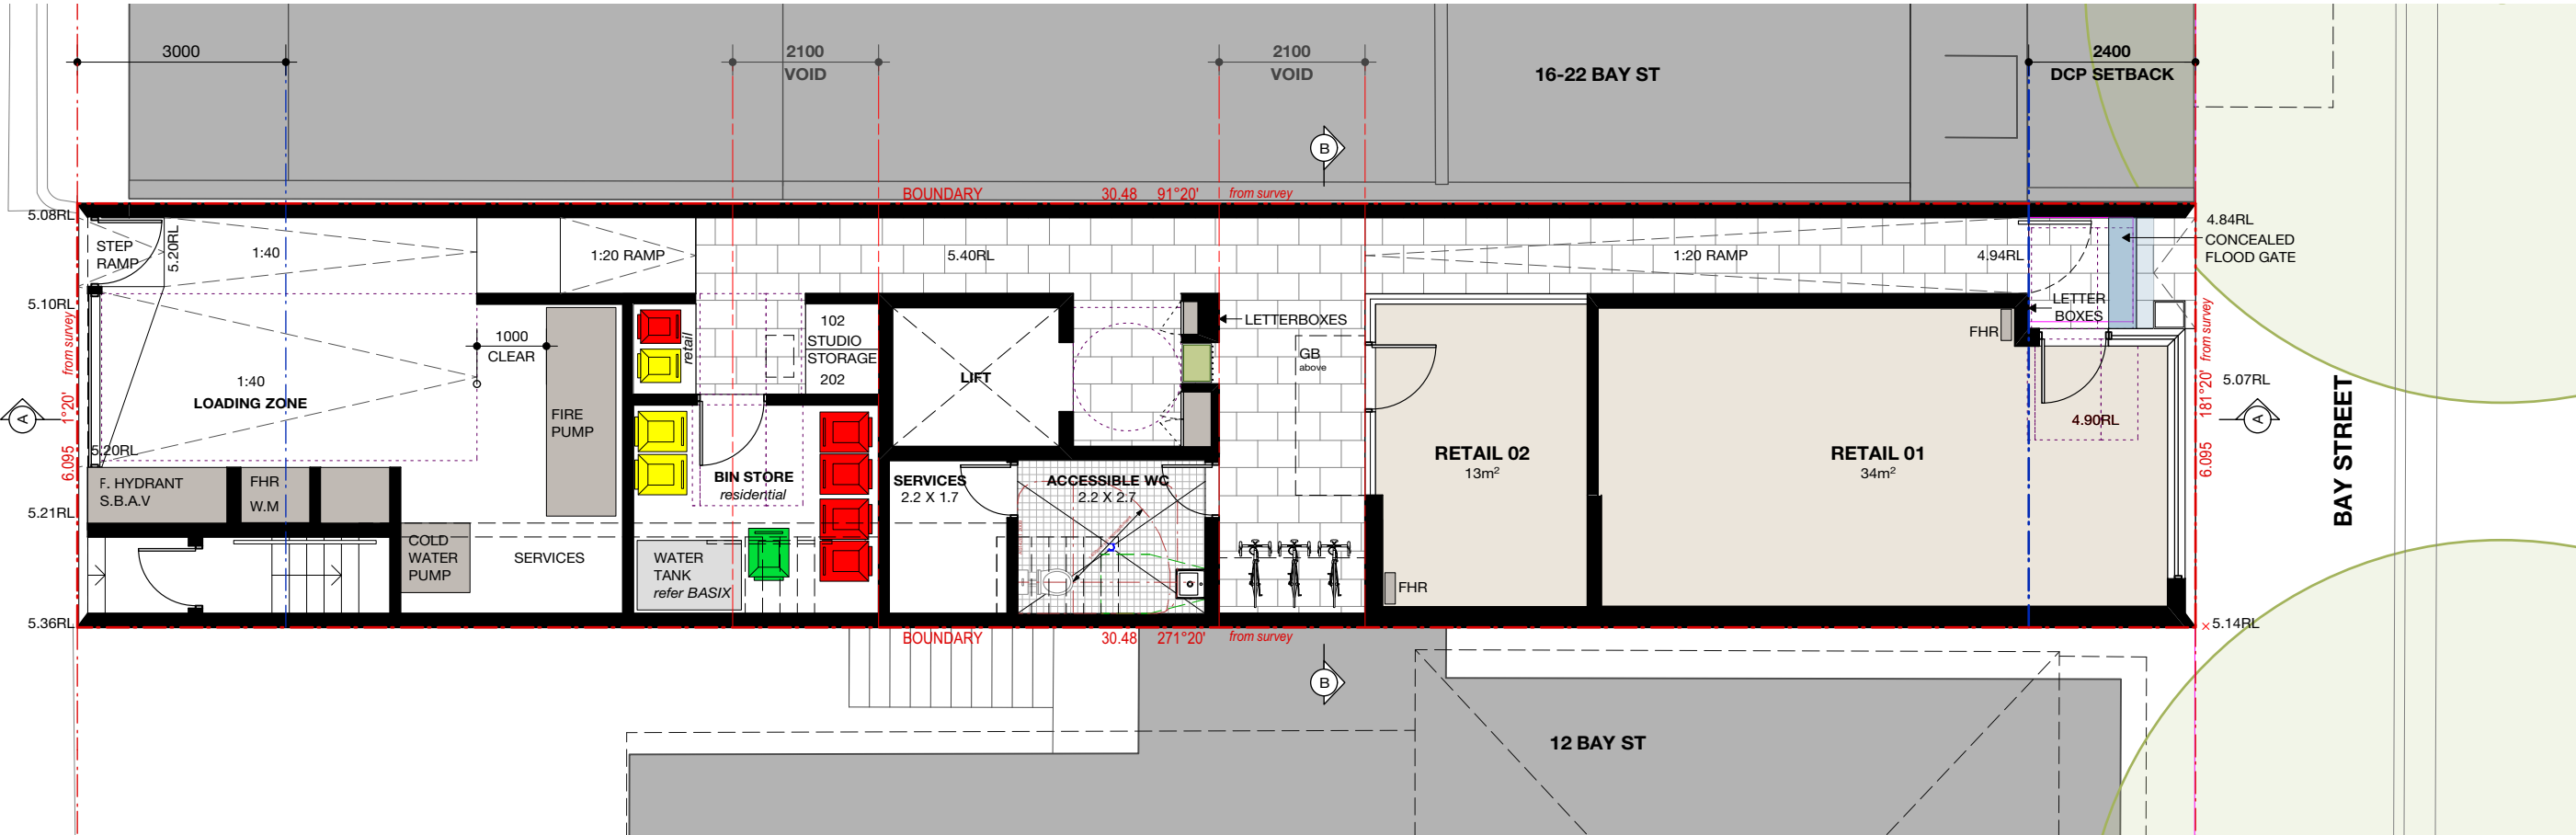 3000
2100
VOID
2100
VOID
16-22 BAY ST
2400
DCP SETBACK
B
BOUNDARY 30.48 91°20' from survey
5.08RL
STEP
RAMP
5.20RL
1:40
1:20 RAMP
5.40RL
1:20 RAMP
4.94RL
4.84RL
CONCEALED
FLOOD GATE
5.10RL
1000
CLEAR
retail
102
STUDIO
STORAGE
202
LETTERBOXES
GB
above
FHR
LETTER
BOXES
from survey
1°20'
6.095
from survey
181°20'
6.095
1:40
LOADING ZONE
FIRE
PUMP
LIFT
A
5.07RL
A
4.90RL
BAY STREET
5.20RL
F. HYDRANT
S.B.A.V
FHR
W.M
BIN STORE
residential
SERVICES
2.2 X 1.7
ACCESSIBLE WC
2.2 X 2.7
RETAIL 02
13m²
RETAIL 01
34m²
5.21RL
COLD
WATER
PUMP
SERVICES
WATER
TANK
refer BASIX
FHR
5.36RL
5.14RL
BOUNDARY 30.48 271°20' from survey
B
12 BAY ST